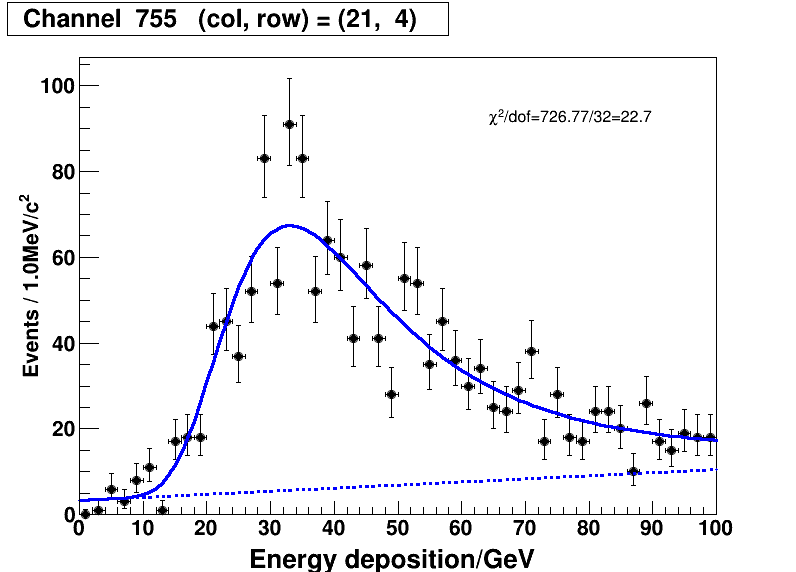 Channel 755 (col, row) = (21, 4)
χ²/dof=726.77/32=22.7
Events / 1.0MeV/c²
100
80
60
40
20
0
0 10 20 30 40 50 60 70 80 90 100
Energy deposition/GeV